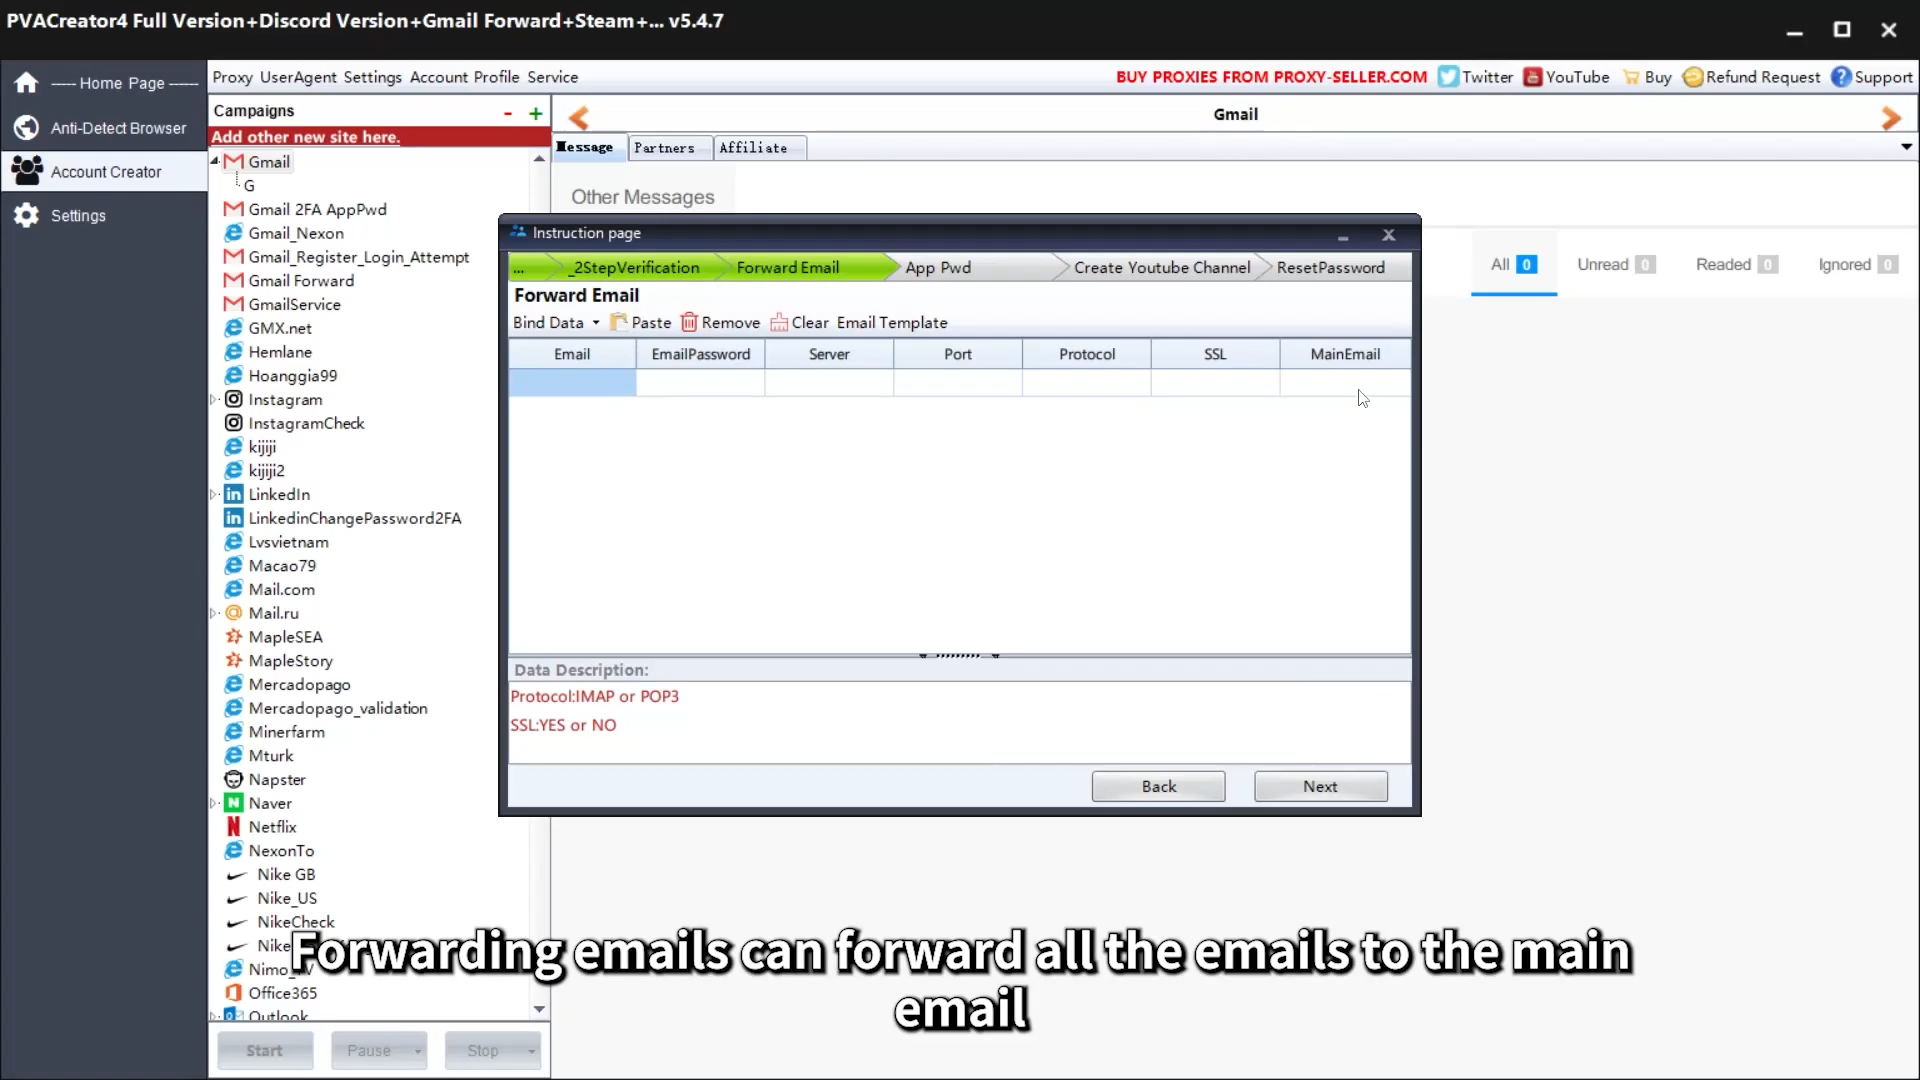 PVACreator4 Full Version+Discord Version+Gmail Forward+Steam+... v5.4.7
----- Home Page ------
Anti-Detect Browser
Account Creator
Settings
Proxy UserAgent Settings Account Profile Service
BUY PROXIES FROM PROXY-SELLER.COM Twitter YouTube Buy Refund Request Support
Campaigns - +
Add other new site here.
Gmail
G
Gmail 2FA AppPwd
Gmail_Nexon
Gmail_Register_Login_Attempt
Gmail Forward
GmailService
GMX.net
Hemlane
Hoanggia99
Instagram
InstagramCheck
kijiji
kijiji2
LinkedIn
LinkedinChangePassword2FA
Lvsvietnam
Macao79
Mail.com
Mail.ru
MapleSEA
MapleStory
Mercadopago
Mercadopago_validation
Minerfarm
Mturk
Napster
Naver
Netflix
NexonTo
Nike GB
Nike_US
NikeCheck
Nike
Office365
Outlook
Start Pause Stop
Gmail
Message Partners Affiliate
Other Messages
All 0 Unread 0 Readed 0 Ignored 0
Instruction page
... _2StepVerification Forward Email App Pwd Create Youtube Channel ResetPassword
Forward Email
Bind Data Paste Remove Clear Email Template
Email EmailPassword Server Port Protocol SSL MainEmail
Data Description:
Protocol:IMAP or POP3
SSL:YES or NO
Back Next
Forwarding emails can forward all the emails to the main
email